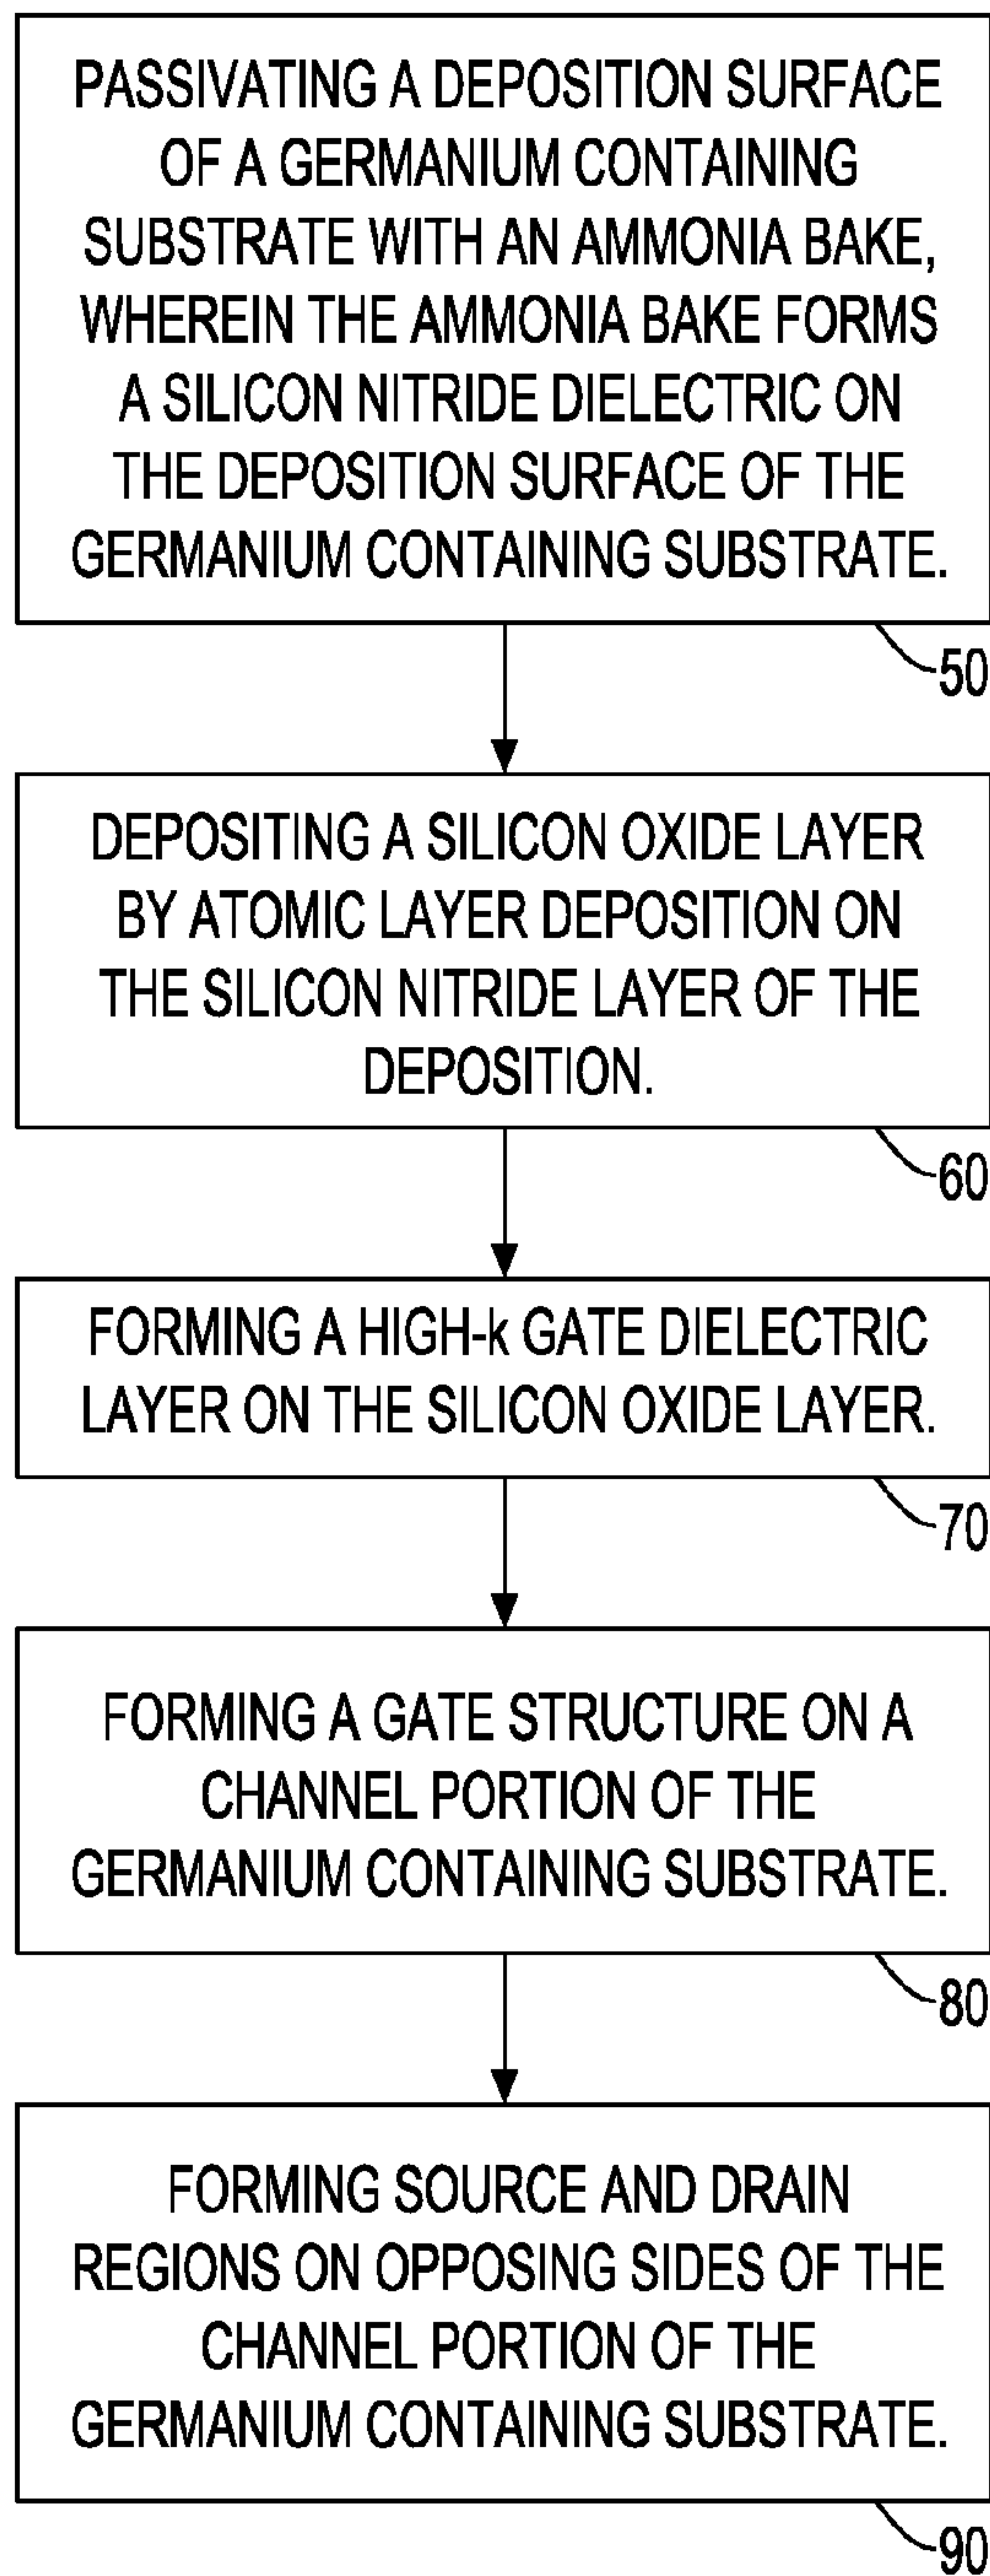 PASSIVATING A DEPOSITION SURFACE
OF A GERMANIUM CONTAINING
SUBSTRATE WITH AN AMMONIA BAKE,
WHEREIN THE AMMONIA BAKE FORMS
A SILICON NITRIDE DIELECTRIC ON
THE DEPOSITION SURFACE OF THE
GERMANIUM CONTAINING SUBSTRATE.
50
DEPOSITING A SILICON OXIDE LAYER
BY ATOMIC LAYER DEPOSITION ON
THE SILICON NITRIDE LAYER OF THE
DEPOSITION.
60
FORMING A HIGH-k GATE DIELECTRIC
LAYER ON THE SILICON OXIDE LAYER.
70
FORMING A GATE STRUCTURE ON A
CHANNEL PORTION OF THE
GERMANIUM CONTAINING SUBSTRATE.
80
FORMING SOURCE AND DRAIN
REGIONS ON OPPOSING SIDES OF THE
CHANNEL PORTION OF THE
GERMANIUM CONTAINING SUBSTRATE.
90